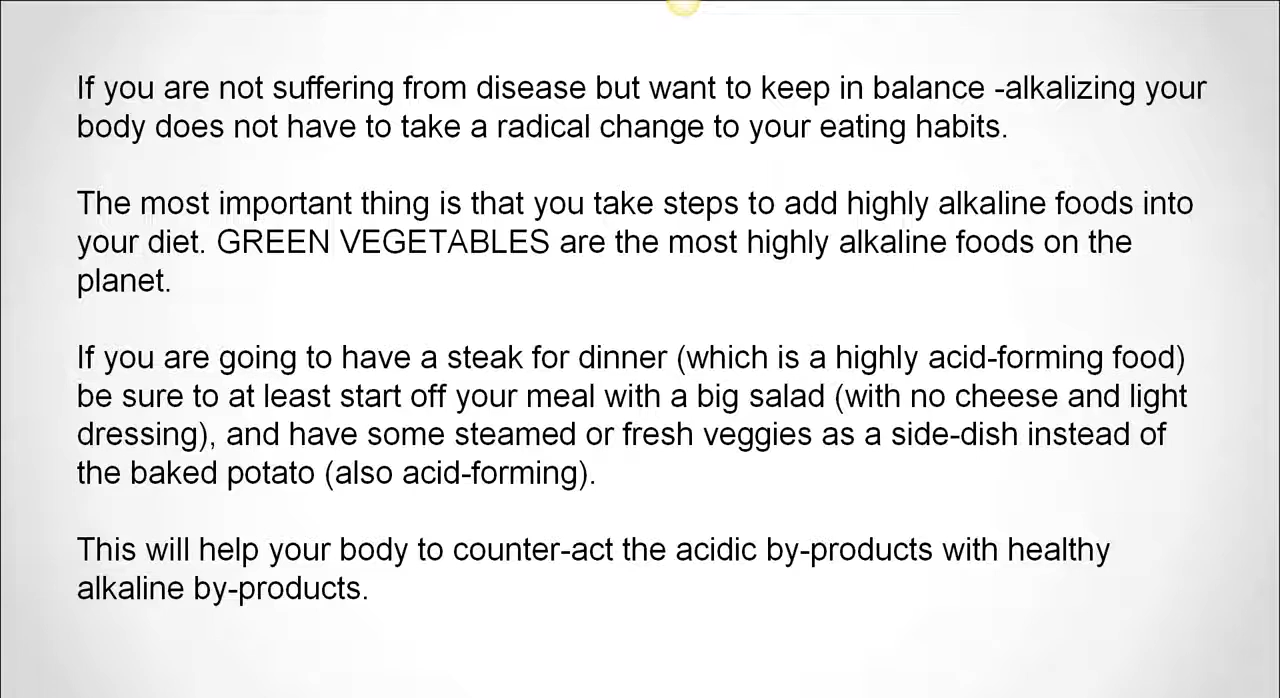 If you are not suffering from disease but want to keep in balance -alkalizing your
body does not have to take a radical change to your eating habits.
The most important thing is that you take steps to add highly alkaline foods into
your diet. GREEN VEGETABLES are the most highly alkaline foods on the
planet.
If you are going to have a steak for dinner (which is a highly acid-forming food)
be sure to at least start off your meal with a big salad (with no cheese and light
dressing), and have some steamed or fresh veggies as a side-dish instead of
the baked potato (also acid-forming).
This will help your body to counter-act the acidic by-products with healthy
alkaline by-products.